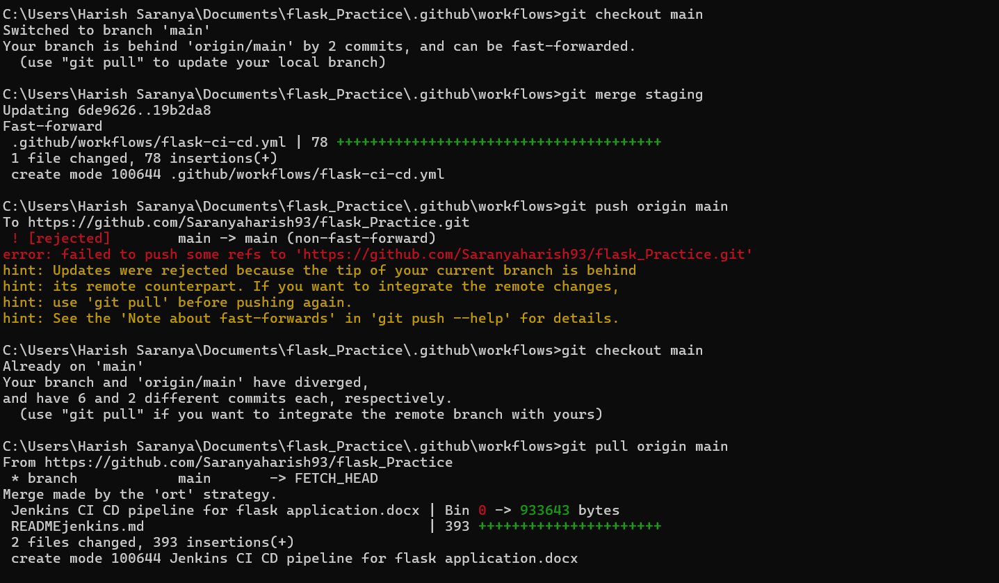 C:\Users\Harish Saranya\Documents\flask_Practice\.github\workflows>git checkout main
Switched to branch 'main'
Your branch is behind 'origin/main' by 2 commits, and can be fast-forwarded.
  (use "git pull" to update your local branch)

C:\Users\Harish Saranya\Documents\flask_Practice\.github\workflows>git merge staging
Updating 6de9626..19b2da8
Fast-forward
 .github/workflows/flask-ci-cd.yml | 78 +++++++++++++++++++++++++++++++++++++++
 1 file changed, 78 insertions(+)
 create mode 100644 .github/workflows/flask-ci-cd.yml

C:\Users\Harish Saranya\Documents\flask_Practice\.github\workflows>git push origin main
To https://github.com/Saranyaharish93/flask_Practice.git
 ! [rejected]        main -> main (non-fast-forward)
error: failed to push some refs to 'https://github.com/Saranyaharish93/flask_Practice.git'
hint: Updates were rejected because the tip of your current branch is behind
hint: its remote counterpart. If you want to integrate the remote changes,
hint: use 'git pull' before pushing again.
hint: See the 'Note about fast-forwards' in 'git push --help' for details.

C:\Users\Harish Saranya\Documents\flask_Practice\.github\workflows>git checkout main
Already on 'main'
Your branch and 'origin/main' have diverged,
and have 6 and 2 different commits each, respectively.
  (use "git pull" if you want to integrate the remote branch with yours)

C:\Users\Harish Saranya\Documents\flask_Practice\.github\workflows>git pull origin main
From https://github.com/Saranyaharish93/flask_Practice
 * branch            main       -> FETCH_HEAD
Merge made by the 'ort' strategy.
 Jenkins CI CD pipeline for flask application.docx | Bin 0 -> 933643 bytes
 READMEjenkins.md                                  | 393 ++++++++++++++++++++++
 2 files changed, 393 insertions(+)
 create mode 100644 Jenkins CI CD pipeline for flask application.docx